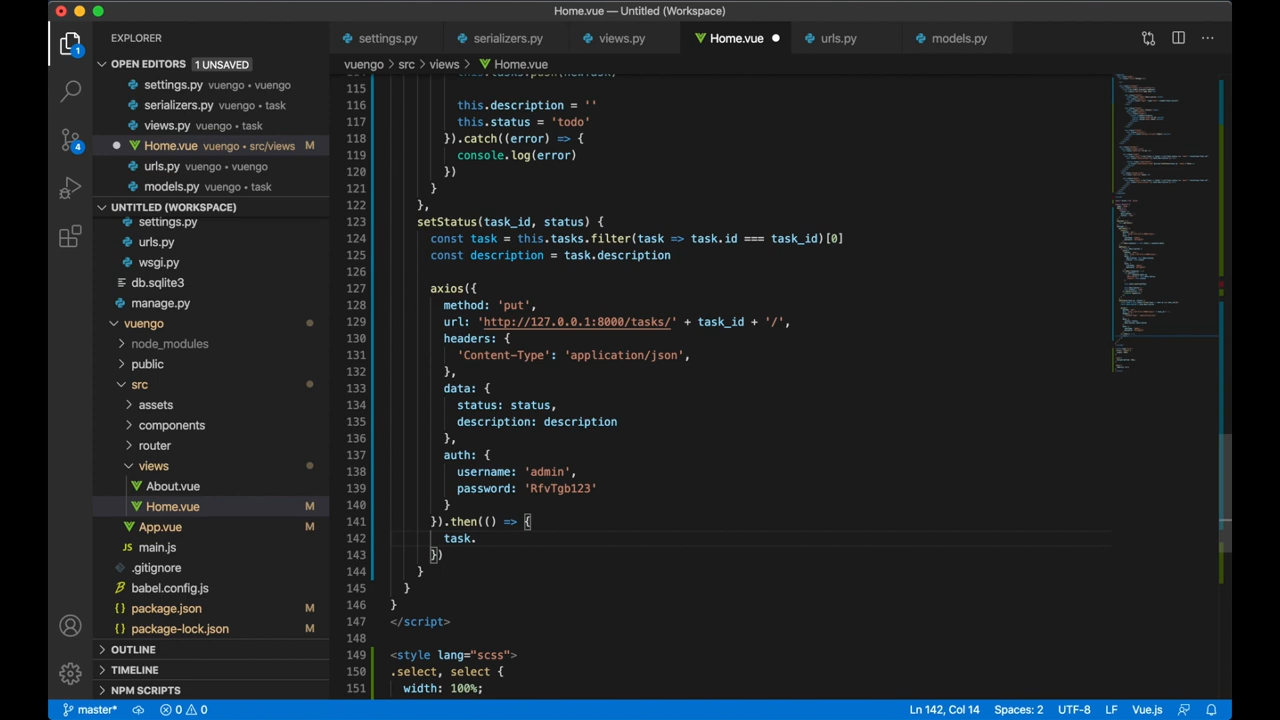 Home.vue — Untitled (Workspace)
EXPLORER
OPEN EDITORS 1 UNSAVED
settings.py vuengo • vuengo
serializers.py vuengo • task
views.py vuengo • task
Home.vue vuengo • src/views M
urls.py vuengo • vuengo
models.py vuengo • task
UNTITLED (WORKSPACE)
settings.py
urls.py
wsgi.py
db.sqlite3
manage.py
vuengo
node_modules
public
src
assets
components
router
views
About.vue
Home.vue M
App.vue M
main.js
.gitignore
babel.config.js
package.json M
package-lock.json M
OUTLINE
TIMELINE
NPM SCRIPTS
1
4
settings.py serializers.py views.py Home.vue urls.py models.py
vuengo > src > views > Home.vue
115
116 this.description = ''
117 this.status = 'todo'
118 }).catch((error) => {
119 console.log(error)
120 })
121 }
122 },
123 setStatus(task_id, status) {
124 const task = this.tasks.filter(task => task.id === task_id)[0]
125 const description = task.description
126
127 axios({
128 method: 'put',
129 url: 'http://127.0.0.1:8000/tasks/' + task_id + '/',
130 headers: {
131 'Content-Type': 'application/json',
132 },
133 data: {
134 status: status,
135 description: description
136 },
137 auth: {
138 username: 'admin',
139 password: 'RfvTgb123'
140 }
141 }).then(() => {
142 task.
143 })
144 }
145 }
146 }
147 </script>
148
149 <style lang="scss">
150 .select, select {
151 width: 100%;
master* 0 0 Ln 142, Col 14 Spaces: 2 UTF-8 LF Vue.js